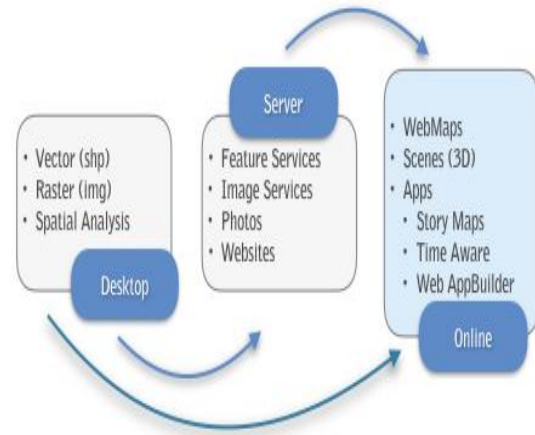 • Vector (shp)
• Raster (img)
• Spatial Analysis
Desktop
Server
• Feature Services
• Image Services
• Photos
• Websites
• WebMaps
• Scenes (3D)
• Apps
• Story Maps
• Time Aware
• Web AppBuilder
Online